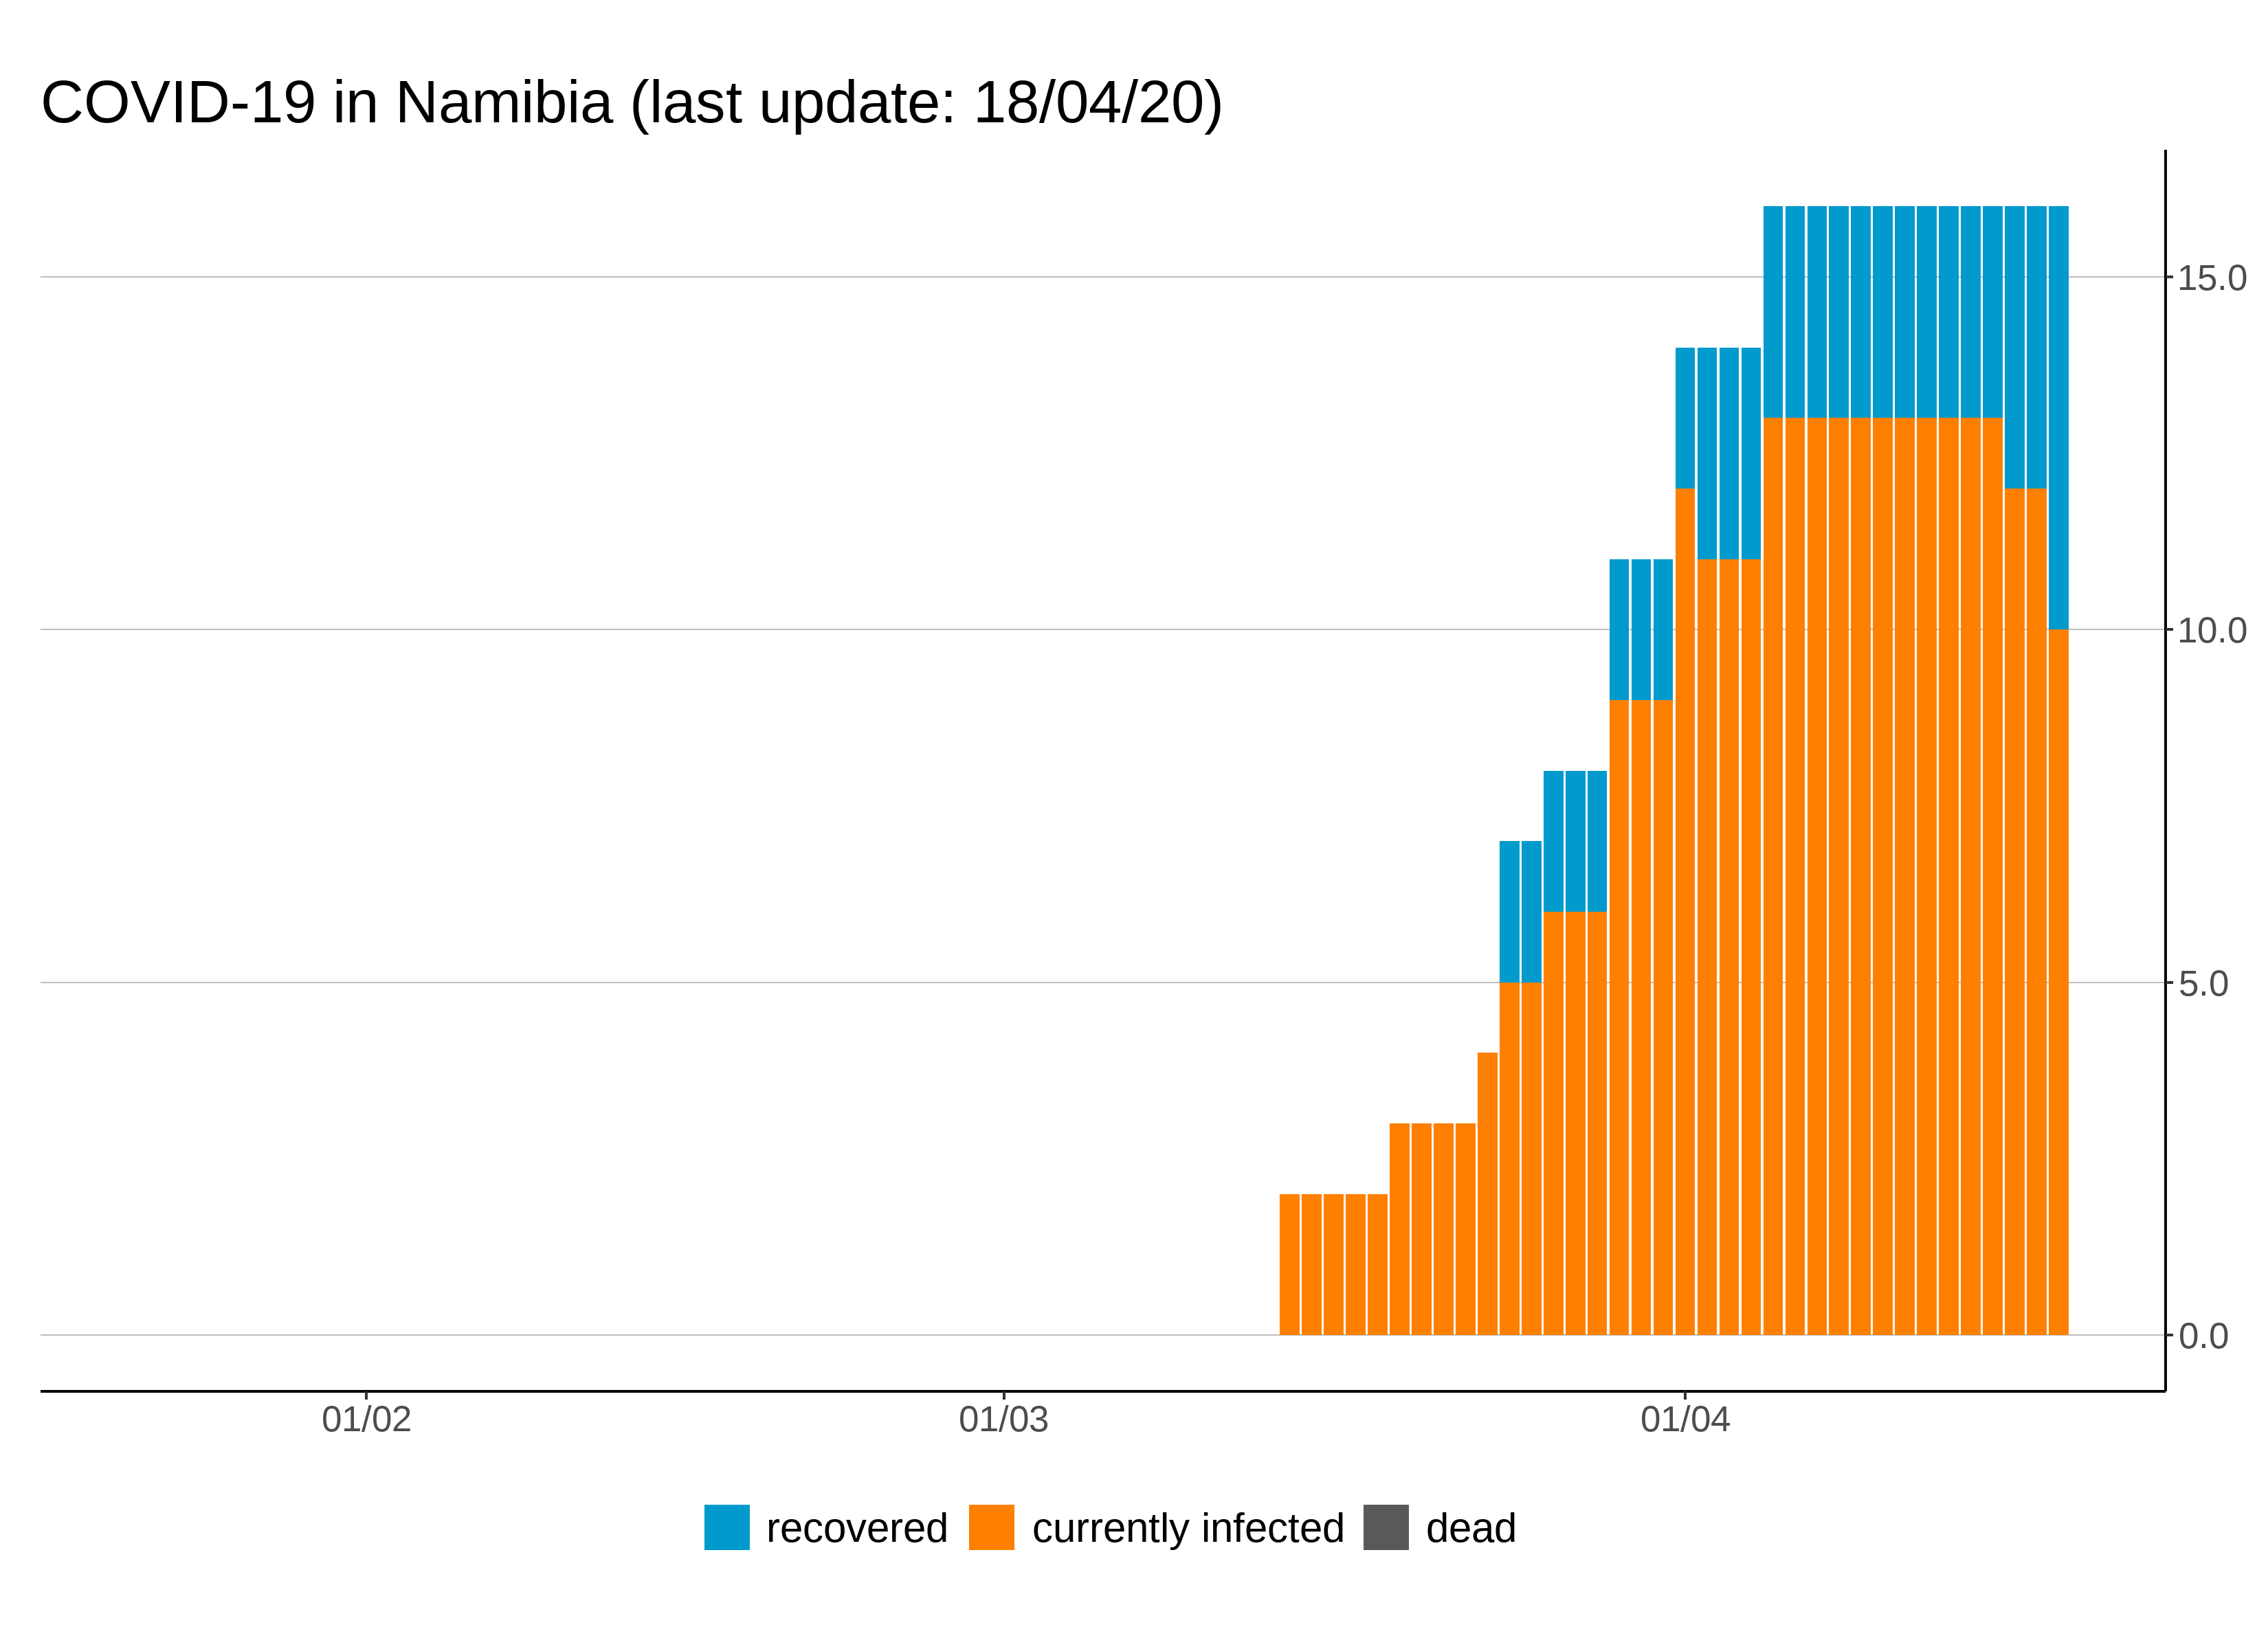 COVID-19 in Namibia (last update: 18/04/20)
15.0
10.0
5.0
0.0
01/02 01/03 01/04
recovered currently infected dead